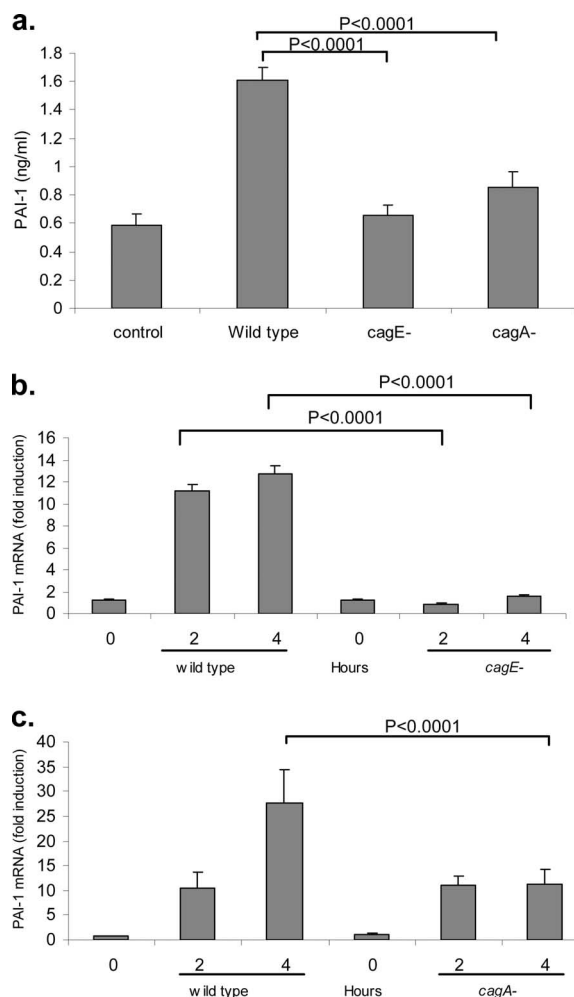 a.
P<0.0001
P<0.0001
PAI-1 (ng/ml)
1.8
1.6
1.4
1.2
1
0.8
0.6
0.4
0.2
0
control Wild type cagE- cagA-
b.
P<0.0001
P<0.0001
PAI-1 mRNA (fold induction)
16
14
12
10
8
6
4
2
0
0 2 4 0 2 4
wild type Hours cagE-
c.
P<0.0001
PAI-1 mRNA (fold induction)
40
35
30
25
20
15
10
5
0
0 2 4 0 2 4
wild type Hours cagA-